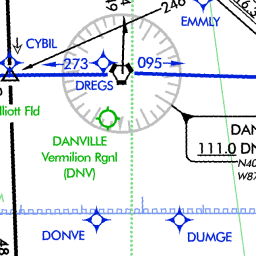 246
EMMLY
CYBIL
273
095
DREGS
lliott Fld
DANVILLE
Vermilion Rgnl
(DNV)
DAN
111.0 DN
N40
W87
DONVE
DUMGE
48